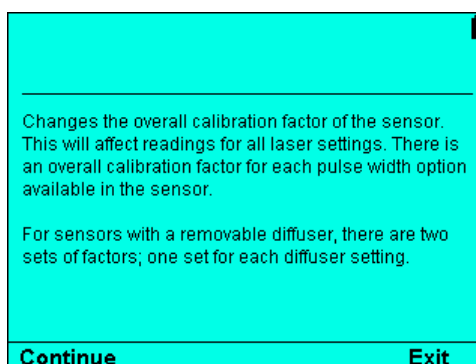 Changes the overall calibration factor of the sensor.
This will affect readings for all laser settings. There is
an overall calibration factor for each pulse width option
available in the sensor.
For sensors with a removable diffuser, there are two
sets of factors; one set for each diffuser setting.
Continue Exit